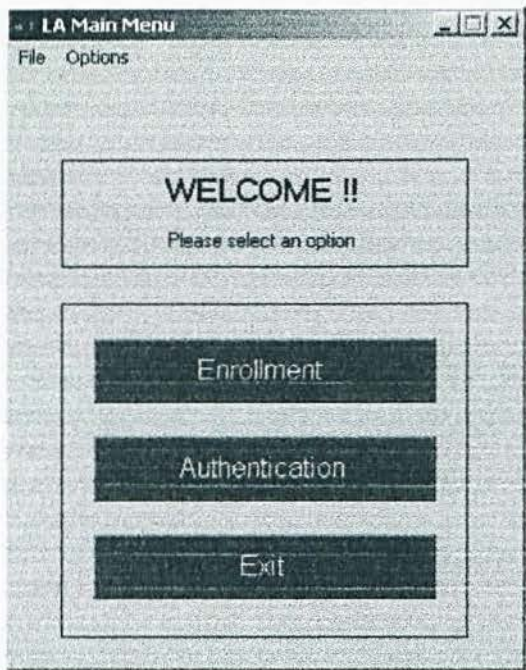 LA Main Menu
File Options
WELCOME !!
Please select an option
Enrollment
Authentication
Exit